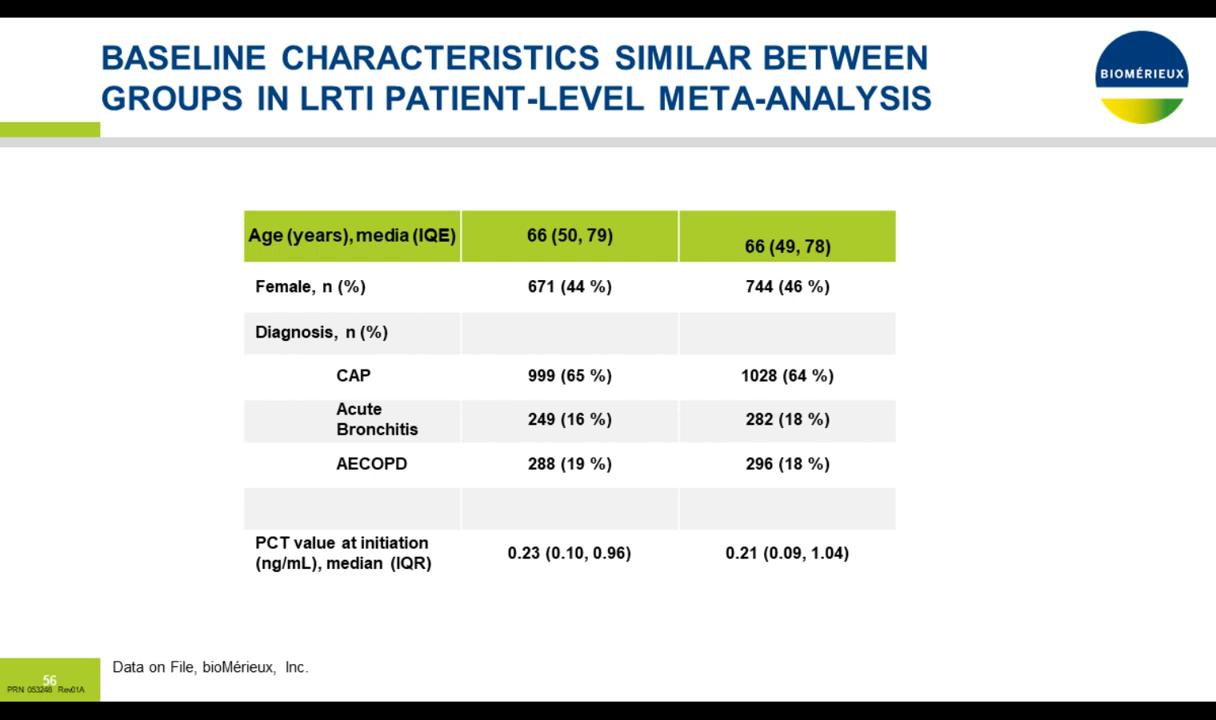 BASELINE CHARACTERISTICS SIMILAR BETWEEN
GROUPS IN LRTI PATIENT-LEVEL META-ANALYSIS
BIOMÉRIEUX
Age (years), media (IQE) 66 (50, 79) 66 (49, 78)
Female, n (%) 671 (44 %) 744 (46 %)
Diagnosis, n (%)
CAP 999 (65 %) 1028 (64 %)
Acute
Bronchitis 249 (16 %) 282 (18 %)
AECOPD 288 (19 %) 296 (18 %)
PCT value at initiation
(ng/mL), median (IQR) 0.23 (0.10, 0.96) 0.21 (0.09, 1.04)
Data on File, bioMérieux, Inc.
56
PRN 053246 Rev01A